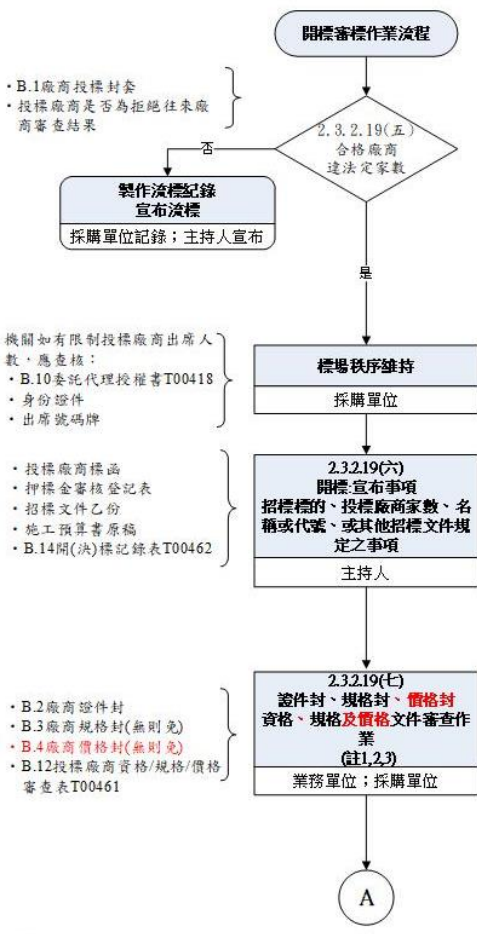 開標審標作業流程
・B.1廠商投標封套
・投標廠商是否為拒絕往來廠
商審查結果
2.3.2.19(五)
合格廠商
達法定家數
否
製作流標紀錄
宣布流標
採購單位記錄；主持人宣布
是
機關如有限制投標廠商出席人
數，應查核：
・B.10委託代理授權書T00418
・身份證件
・出席號碼牌
標場秩序維持
採購單位
・投標廠商標函
・押標金審核登記表
・招標文件乙份
・施工預算書原稿
・B.14開(決)標記錄表T00462
2.3.2.19(六)
開標:宣布事項
招標標的、投標廠商家數、名
稱或代號、或其他招標文件規
定之事項
主持人
・B.2廠商證件封
・B.3廠商規格封(無則免)
・B.4廠商價格封(無則免)
・B.12投標廠商資格/規格/價格
審查表T00461
2.3.2.19(七)
證件封、規格封、價格封
資格、規格及價格文件審查作
業
(註1,2,3)
業務單位；採購單位
A